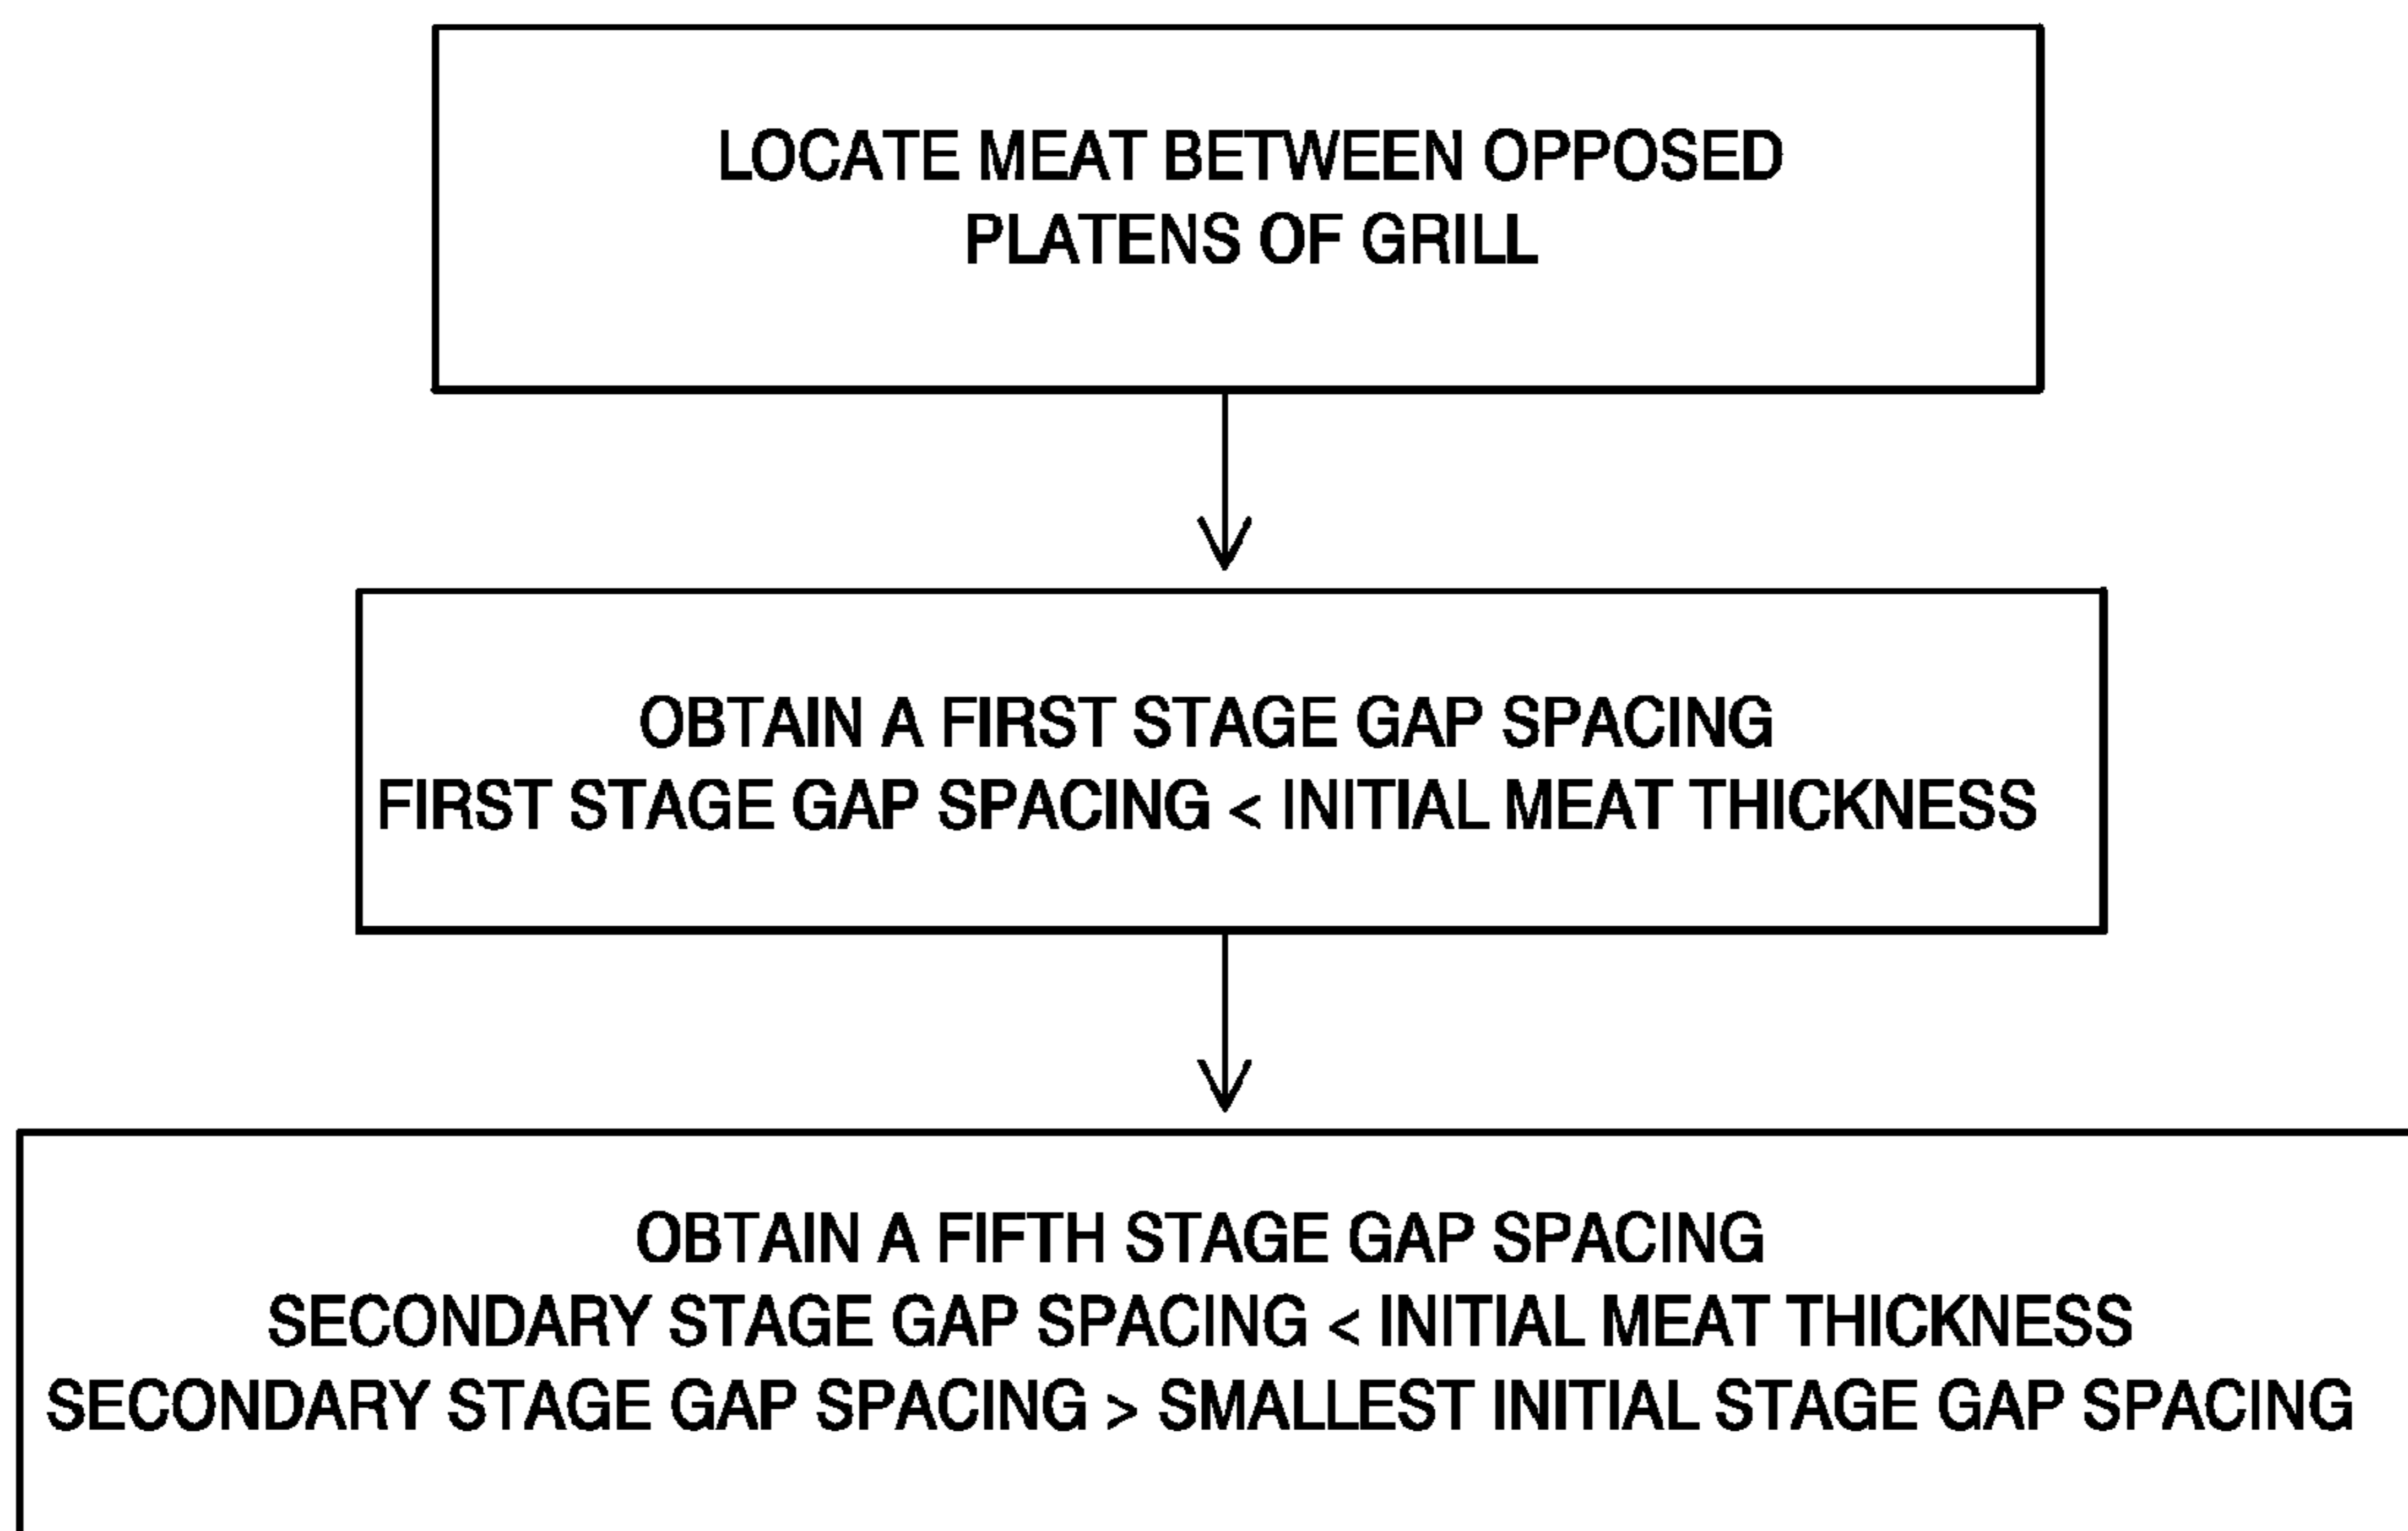 LOCATE MEAT BETWEEN OPPOSED
PLATENS OF GRILL
OBTAIN A FIRST STAGE GAP SPACING
FIRST STAGE GAP SPACING < INITIAL MEAT THICKNESS
OBTAIN A FIFTH STAGE GAP SPACING
SECONDARY STAGE GAP SPACING < INITIAL MEAT THICKNESS
SECONDARY STAGE GAP SPACING > SMALLEST INITIAL STAGE GAP SPACING